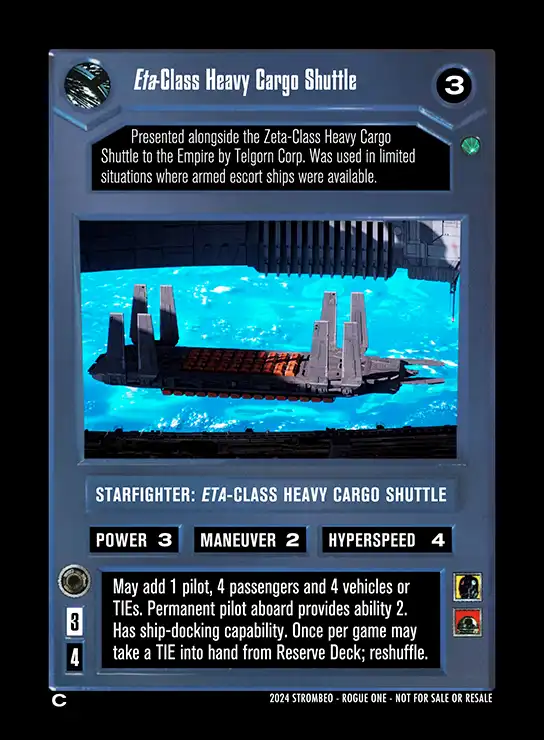 Eta-Class Heavy Cargo Shuttle
3
Presented alongside the Zeta-Class Heavy Cargo
Shuttle to the Empire by Telgorn Corp. Was used in limited
situations where armed escort ships were available.
STARFIGHTER: ETA-CLASS HEAVY CARGO SHUTTLE
POWER 3 MANEUVER 2 HYPERSPEED 4
May add 1 pilot, 4 passengers and 4 vehicles or
TIEs. Permanent pilot aboard provides ability 2.
Has ship-docking capability. Once per game may
take a TIE into hand from Reserve Deck; reshuffle.
3
4
C
2024 STROMBEO - ROGUE ONE - NOT FOR SALE OR RESALE